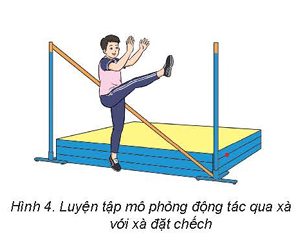 Hình 4. Luyện tập mô phỏng động tác qua xà
với xà đặt chếch